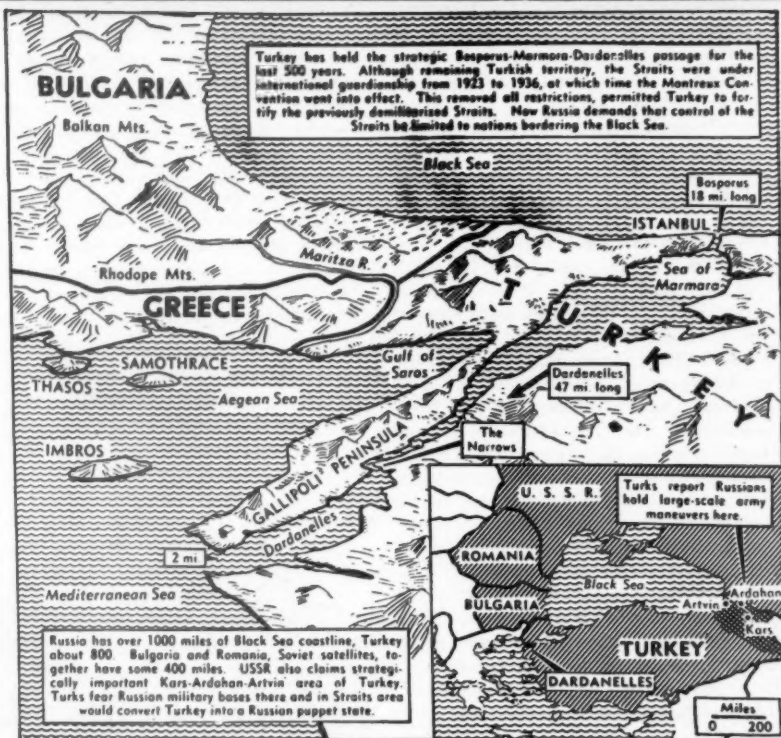 Turkey has held the strategic Bosporus-Marmora-Dardanelles passage for the
last 500 years. Although remaining Turkish territory, the Straits were under
international guardianship from 1923 to 1936, at which time the Montreux Con-
vention went into effect. This removed all restrictions, permitted Turkey to for-
tify the previously demilitarized Straits. Now Russia demands that control of the
Straits be limited to nations bordering the Black Sea.
BULGARIA
Balkan Mts.
Black Sea
Bosporus
18 mi. long
ISTANBUL
Maritza R.
Sea of
Marmara
Rhodope Mts.
GREECE
TURKEY
Gulf of
Saros
SAMOTHRACE
THASOS
Aegean Sea
Dardanelles
47 mi. long
IMBROS
The
Narrows
GALLIPOLI PENINSULA
Dardanelles
2 mi
Mediterranean Sea
Russia has over 1000 miles of Black Sea coastline, Turkey
about 800. Bulgaria and Romania, Soviet satellites, to-
gether have some 400 miles. USSR also claims strategi-
cally important Kars-Ardahan-Artvin area of Turkey.
Turks fear Russian military bases there and in Straits area
would convert Turkey into a Russian puppet state.
U. S. S. R.
Turks report Russians
hold large-scale army
maneuvers here.
ROMANIA
Black Sea
BULGARIA
Ardahan
Artvin
Kars
TURKEY
DARDANELLES
Miles
0 200